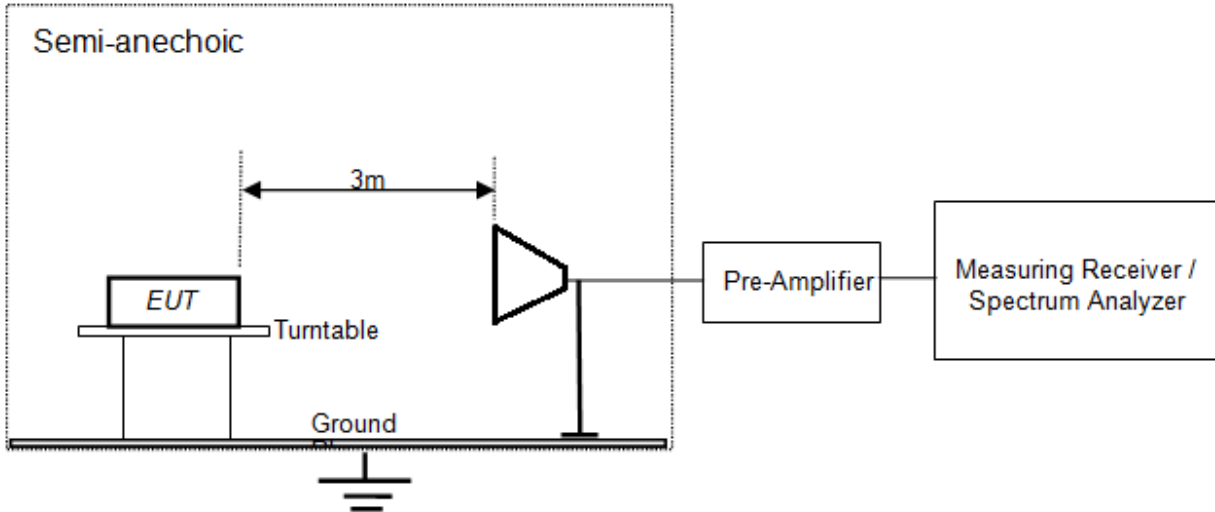 Semi-anechoic
3m
EUT
Turntable
Pre-Amplifier
Measuring Receiver /
Spectrum Analyzer
Ground